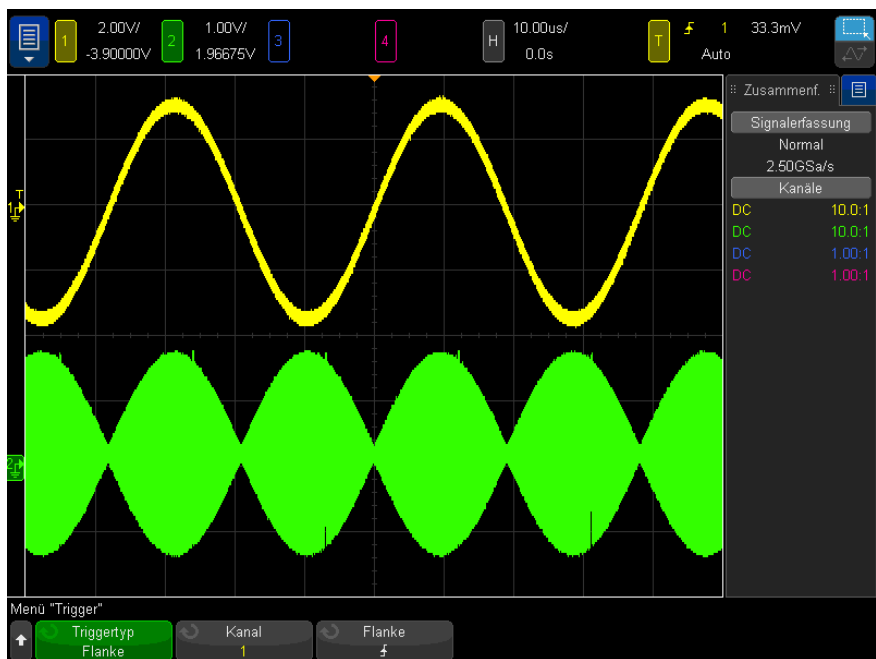 1 2.00V/ 2 1.00V/ 3 4 H 10.00us/ T 1 33.3mV
-3.90000V 1.96675V 0.0s Auto
Zusammenf.
Signalerfassung
Normal
2.50GSa/s
Kanäle
DC 10.0:1
DC 10.0:1
DC 1.00:1
DC 1.00:1
T
1
2
Menü "Trigger"
Triggertyp Kanal Flanke
Flanke 1